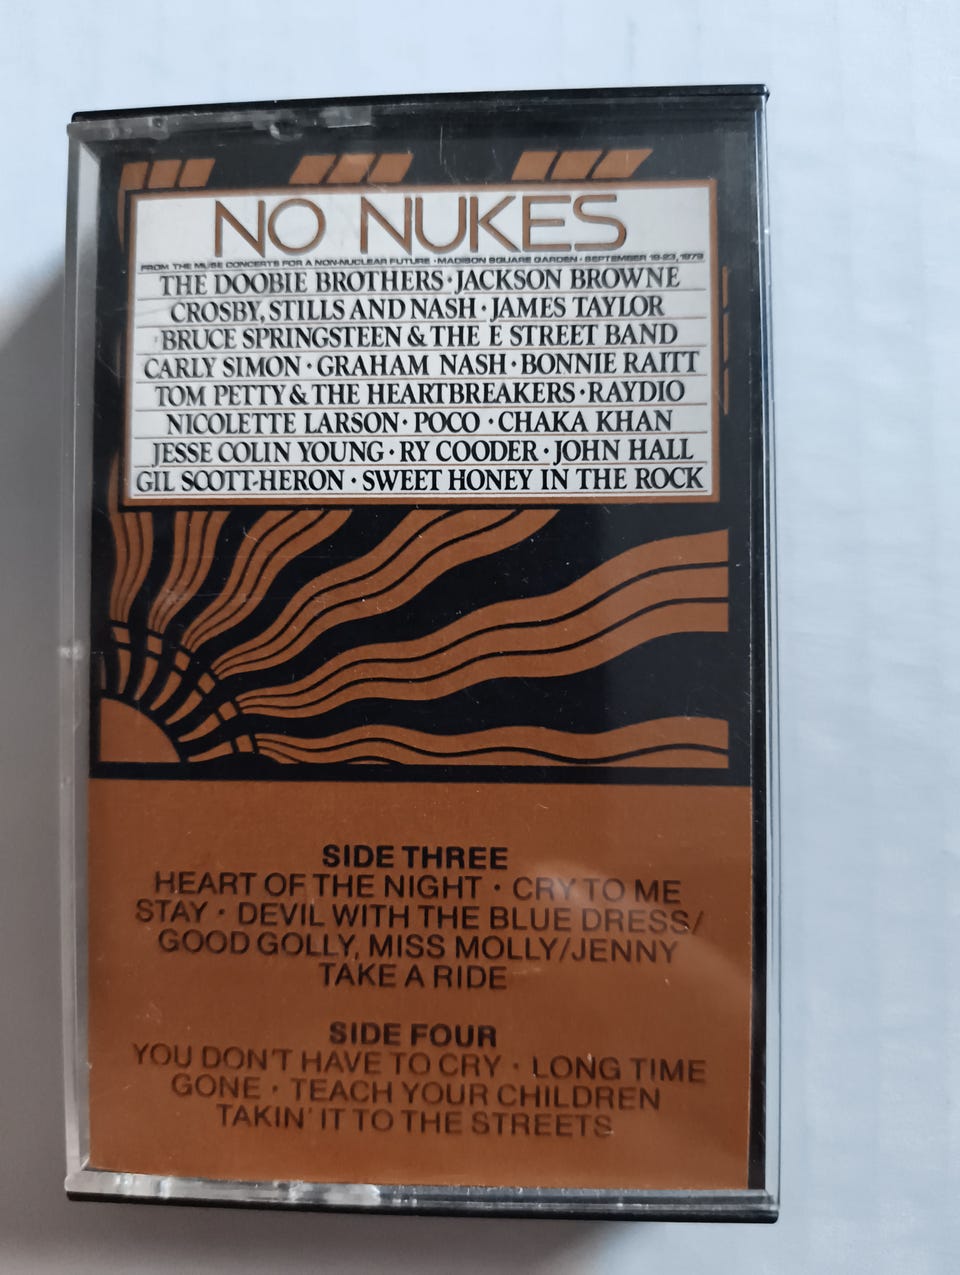 NO NUKES
FROM THE MUSE CONCERTS FOR A NON-NUCLEAR FUTURE · MADISON SQUARE GARDEN · SEPTEMBER 19-23, 1979
THE DOOBIE BROTHERS · JACKSON BROWNE
CROSBY, STILLS AND NASH · JAMES TAYLOR
BRUCE SPRINGSTEEN & THE E STREET BAND
CARLY SIMON · GRAHAM NASH · BONNIE RAITT
TOM PETTY & THE HEARTBREAKERS · RAYDIO
NICOLETTE LARSON · POCO · CHAKA KHAN
JESSE COLIN YOUNG · RY COODER · JOHN HALL
GIL SCOTT-HERON · SWEET HONEY IN THE ROCK
SIDE THREE
HEART OF THE NIGHT · CRY TO ME
STAY · DEVIL WITH THE BLUE DRESS/
GOOD GOLLY, MISS MOLLY/JENNY
TAKE A RIDE
SIDE FOUR
YOU DON'T HAVE TO CRY · LONG TIME
GONE · TEACH YOUR CHILDREN
TAKIN' IT TO THE STREETS